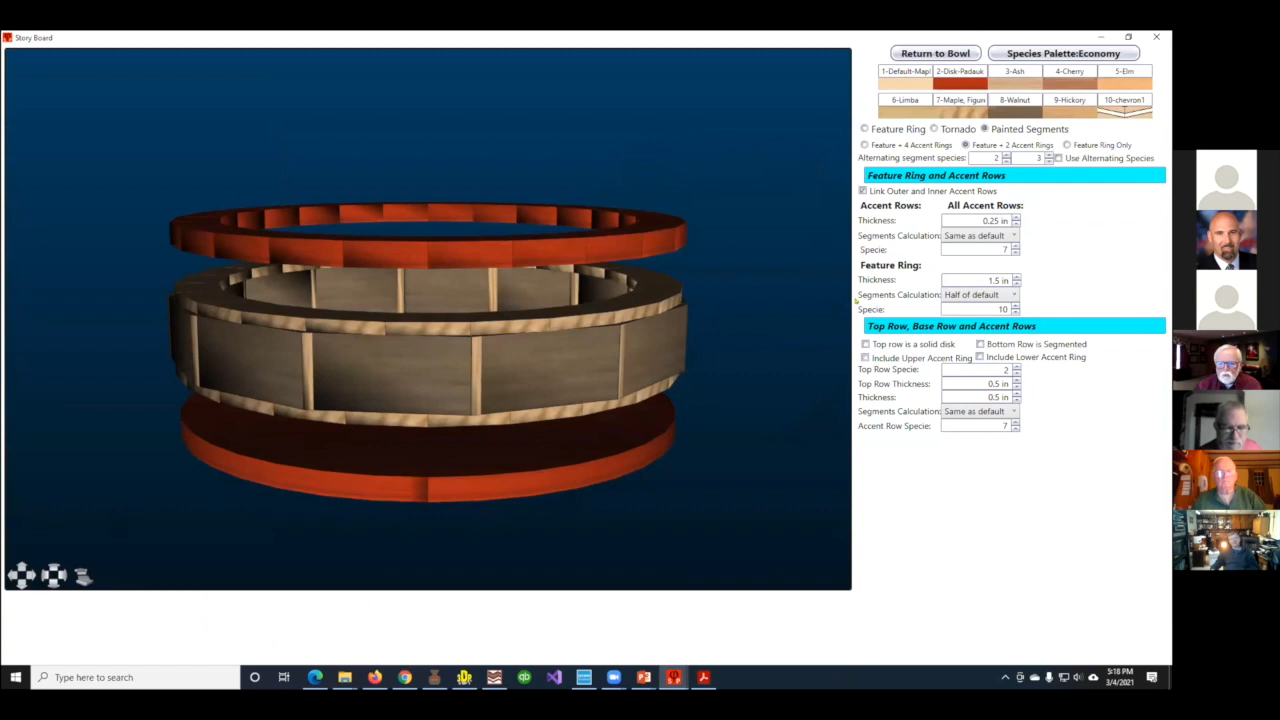 Story Board
Return to Bowl
Species Palette:Economy
1-Default-Mapl
2-Disk-Padauk
3-Ash
4-Cherry
5-Elm
6-Limba
7-Maple, Figun
8-Walnut
9-Hickory
10-chevron1
Feature Ring
Tornado
Painted Segments
Feature + 4 Accent Rings
Feature + 2 Accent Rings
Feature Ring Only
Alternating segment species:
2
3
Use Alternating Species
Feature Ring and Accent Rows
Link Outer and Inner Accent Rows
Accent Rows:
All Accent Rows:
Thickness:
0.25 in
Segments Calculation:
Same as default
Specie:
7
Feature Ring:
Thickness:
1.5 in
Segments Calculation:
Half of default
Specie:
10
Top Row, Base Row and Accent Rows
Top row is a solid disk
Bottom Row is Segmented
Include Upper Accent Ring
Include Lower Accent Ring
Top Row Specie:
2
Top Row Thickness:
0.5 in
Thickness:
0.5 in
Segments Calculation:
Same as default
Accent Row Specie:
7
Type here to search
5:18 PM
3/4/2021